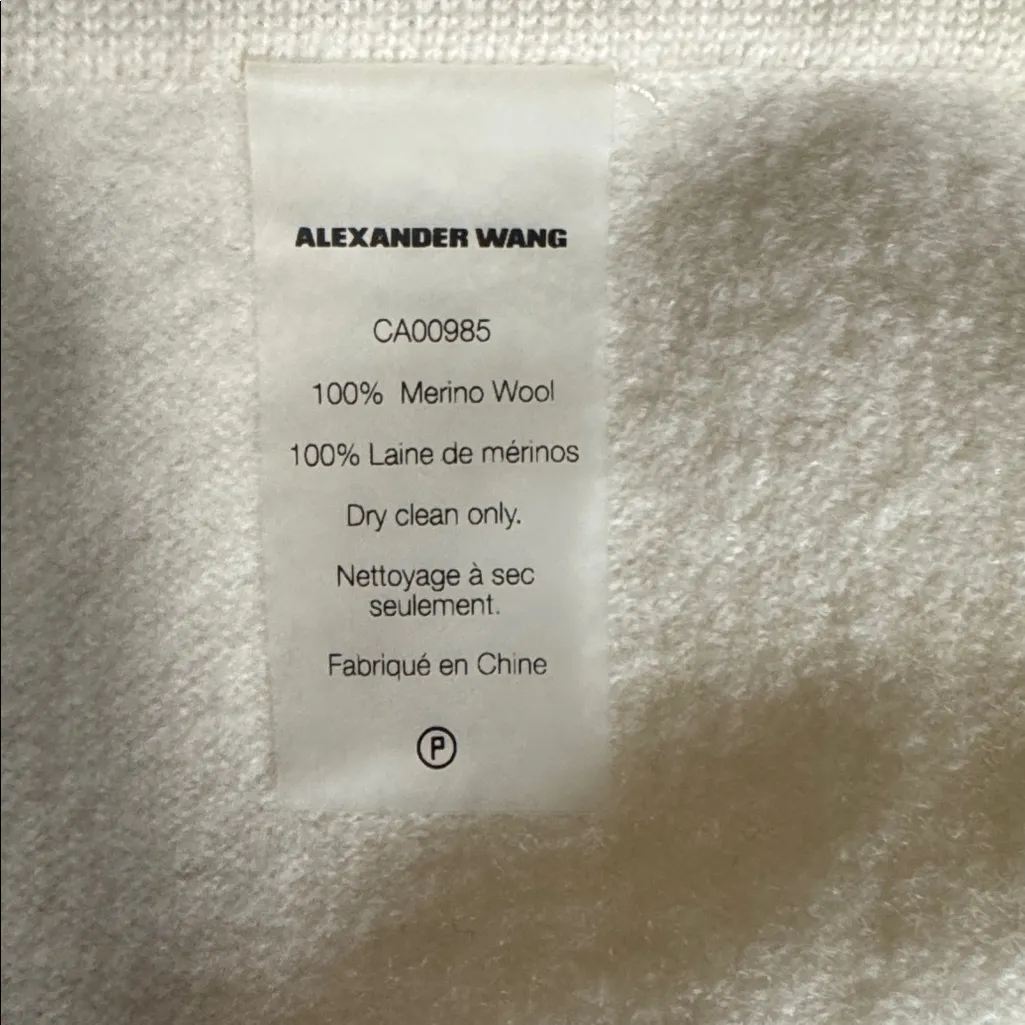 ALEXANDER WANG
CA00985
100% Merino Wool
100% Laine de mérinos
Dry clean only.
Nettoyage à sec
seulement.
Fabriqué en Chine
P